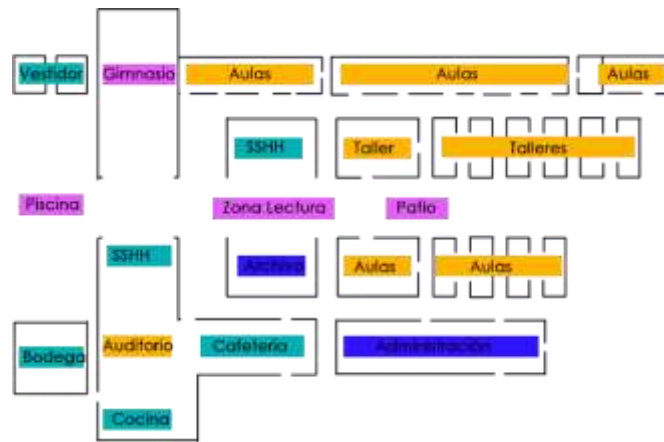 Vestidor
Gimnasio
Aulas
Aulas
Aulas
SSHH
Taller
Talleres
Piscina
Zona Lectura
Patio
SSHH
Archivo
Aulas
Aulas
Bodega
Auditorio
Cafeteria
Administración
Cocina